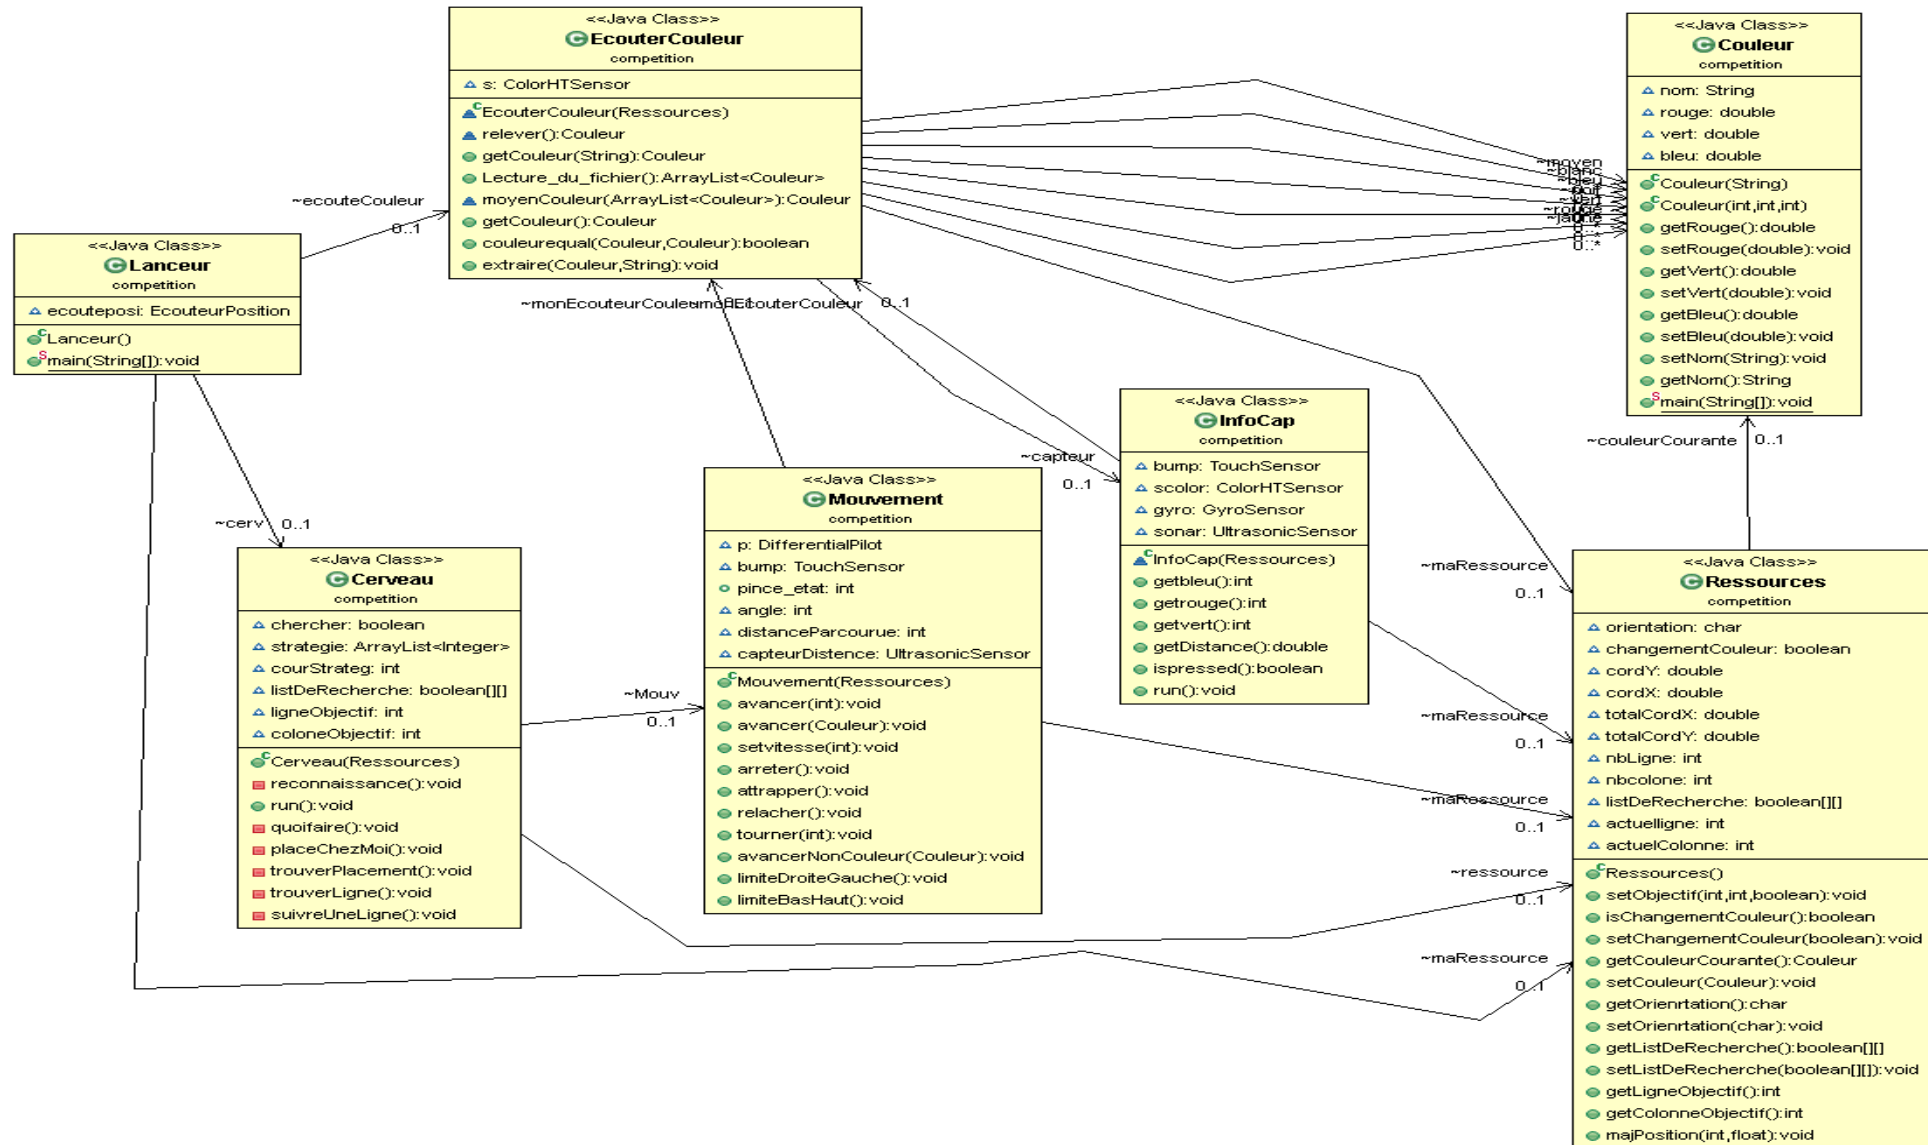 <<Java Class>>
EcouterCouleur
competition
s: ColorHTSensor
EcouterCouleur(Ressources)
relever():Couleur
getCouleur(String):Couleur
Lecture_du_fichier():ArrayList<Couleur>
moyenCouleur(ArrayList<Couleur>):Couleur
getCouleur():Couleur
couleurequal(Couleur,Couleur):boolean
extraire(Couleur,String):void
<<Java Class>>
Couleur
competition
nom: String
rouge: double
vert: double
bleu: double
Couleur(String)
Couleur(int,int,int)
getRouge():double
setRouge(double):void
getVert():double
setVert(double):void
getBleu():double
setBleu(double):void
setNom(String):void
getNom():String
main(String[]):void
~moyen
~blanc
~bleu
~vert
~rouge
~jaune
0..*
0..*
~ecouteCouleur
0..1
<<Java Class>>
Lanceur
competition
ecouteposi: EcouteurPosition
Lanceur()
main(String[]):void
~monEcouteurCouleur
~monEcouterCouleur
0..1
0..1
~cerv
0..1
~capteur
0..1
<<Java Class>>
InfoCap
competition
bump: TouchSensor
scolor: ColorHTSensor
gyro: GyroSensor
sonar: UltrasonicSensor
InfoCap(Ressources)
getbleu():int
getrouge():int
getvert():int
getDistance():double
ispressed():boolean
run():void
~couleurCourante
0..1
<<Java Class>>
Mouvement
competition
p: DifferentialPilot
bump: TouchSensor
pince_etat: int
angle: int
distanceParcourue: int
capteurDistence: UltrasonicSensor
Mouvement(Ressources)
avancer(int):void
avancer(Couleur):void
setvitesse(int):void
arreter():void
attrapper():void
relacher():void
tourner(int):void
avancerNonCouleur(Couleur):void
limiteDroiteGauche():void
limiteBasHaut():void
<<Java Class>>
Cerveau
competition
chercher: boolean
strategie: ArrayList<Integer>
courStrateg: int
listDeRecherche: boolean[][]
ligneObjectif: int
coloneObjectif: int
Cerveau(Ressources)
reconnaissance():void
run():void
quoifaire():void
placeChezMoi():void
trouverPlacement():void
trouverLigne():void
suivreUneLigne():void
~Mouv
0..1
~maRessource
0..1
~maRessource
0..1
~maRessource
0..1
~ressource
0..1
~maRessource
0..1
<<Java Class>>
Ressources
competition
orientation: char
changementCouleur: boolean
cordY: double
cordX: double
totalCordX: double
totalCordY: double
nbLigne: int
nbcolone: int
listDeRecherche: boolean[][]
actuelligne: int
actuelColonne: int
Ressources()
setObjectif(int,int,boolean):void
isChangementCouleur():boolean
setChangementCouleur(boolean):void
getCouleurCourante():Couleur
setCouleur(Couleur):void
getOrienrtation():char
setOrienrtation(char):void
getListDeRecherche():boolean[][]
setListDeRecherche(boolean[][]):void
getLigneObjectif():int
getColonneObjectif():int
majPosition(int,float):void